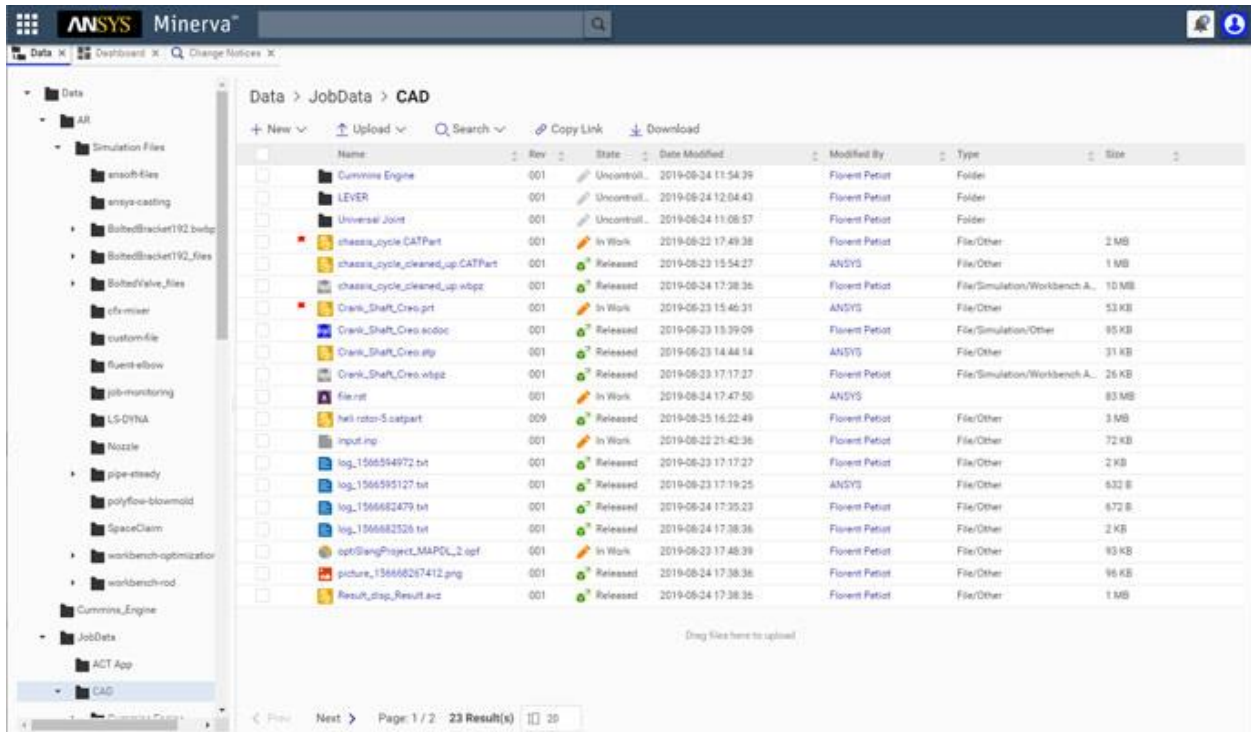 ANSYS Minerva™
Data × Dashboard × Change Notices ×
Data
AR
Simulation Files
ansoft-files
ansys-casting
BoltedBracket192.wbpz
BoltedBracket192_files
BoltedValve_files
cfx-mixer
custom-file
fluent-elbow
job-monitoring
LS-DYNA
Nozzle
pipe-steady
polyflow-blowmold
SpaceClaim
workbench-optimization
workbench-rod
Cummins_Engine
JobData
ACT App
CAD
Cummins Engine
Data > JobData > CAD
+ New Upload Search Copy Link Download
Name Rev State Date Modified Modified By Type Size
Cummins Engine 001 Uncontroll... 2019-08-24 11:54:39 Florent Petiot Folder
LEVER 001 Uncontroll... 2019-08-24 12:04:43 Florent Petiot Folder
Universal Joint 001 Uncontroll... 2019-08-24 11:08:57 Florent Petiot Folder
chassis_cycle.CATPart 001 In Work 2019-08-22 17:49:38 Florent Petiot File/Other 2 MB
chassis_cycle_cleaned_up.CATPart 001 Released 2019-08-23 15:54:27 ANSYS File/Other 1 MB
chassis_cycle_cleaned_up.wbpz 001 Released 2019-08-24 17:38:36 Florent Petiot File/Simulation/Workbench A... 10 MB
Crank_Shaft_Creo.prt 001 In Work 2019-08-23 15:46:31 ANSYS File/Other 53 KB
Crank_Shaft_Creo.scdoc 001 Released 2019-08-23 15:39:09 Florent Petiot File/Simulation/Other 95 KB
Crank_Shaft_Creo.stp 001 Released 2019-08-23 14:44:14 ANSYS File/Other 31 KB
Crank_Shaft_Creo.wbpz 001 Released 2019-08-23 17:17:27 Florent Petiot File/Simulation/Workbench A... 26 KB
file.rst 001 In Work 2019-08-24 17:47:50 ANSYS 83 MB
heli-rotor-5.catpart 009 Released 2019-08-25 16:22:49 Florent Petiot File/Other 3 MB
input.inp 001 In Work 2019-08-22 21:42:36 Florent Petiot File/Other 72 KB
log_1566594972.txt 001 Released 2019-08-23 17:17:27 Florent Petiot File/Other 2 KB
log_1566595127.txt 001 Released 2019-08-23 17:19:25 ANSYS File/Other 632 B
log_1566682479.txt 001 Released 2019-08-24 17:35:23 Florent Petiot File/Other 672 B
log_1566682526.txt 001 Released 2019-08-24 17:38:36 Florent Petiot File/Other 2 KB
optiSlangProject_MAPDL_2.opf 001 In Work 2019-08-23 17:48:39 Florent Petiot File/Other 93 KB
picture_156668267412.png 001 Released 2019-08-24 17:38:36 Florent Petiot File/Other 96 KB
Result_disp_Result.avz 001 Released 2019-08-24 17:38:36 Florent Petiot File/Other 1 MB
Drag files here to upload
< Prev Next > Page: 1 / 2 23 Result(s) 20